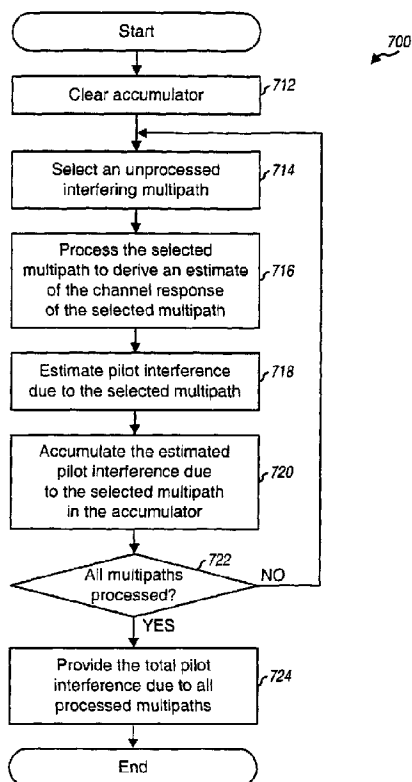 Start
700
Clear accumulator
712
Select an unprocessed
interfering multipath
714
Process the selected
multipath to derive an estimate
of the channel response
of the selected multipath
716
Estimate pilot interference
due to the selected multipath
718
Accumulate the estimated
pilot interference due
to the selected multipath
in the accumulator
720
722
All multipaths
processed?
NO
YES
Provide the total pilot
interference due to all
processed multipaths
724
End